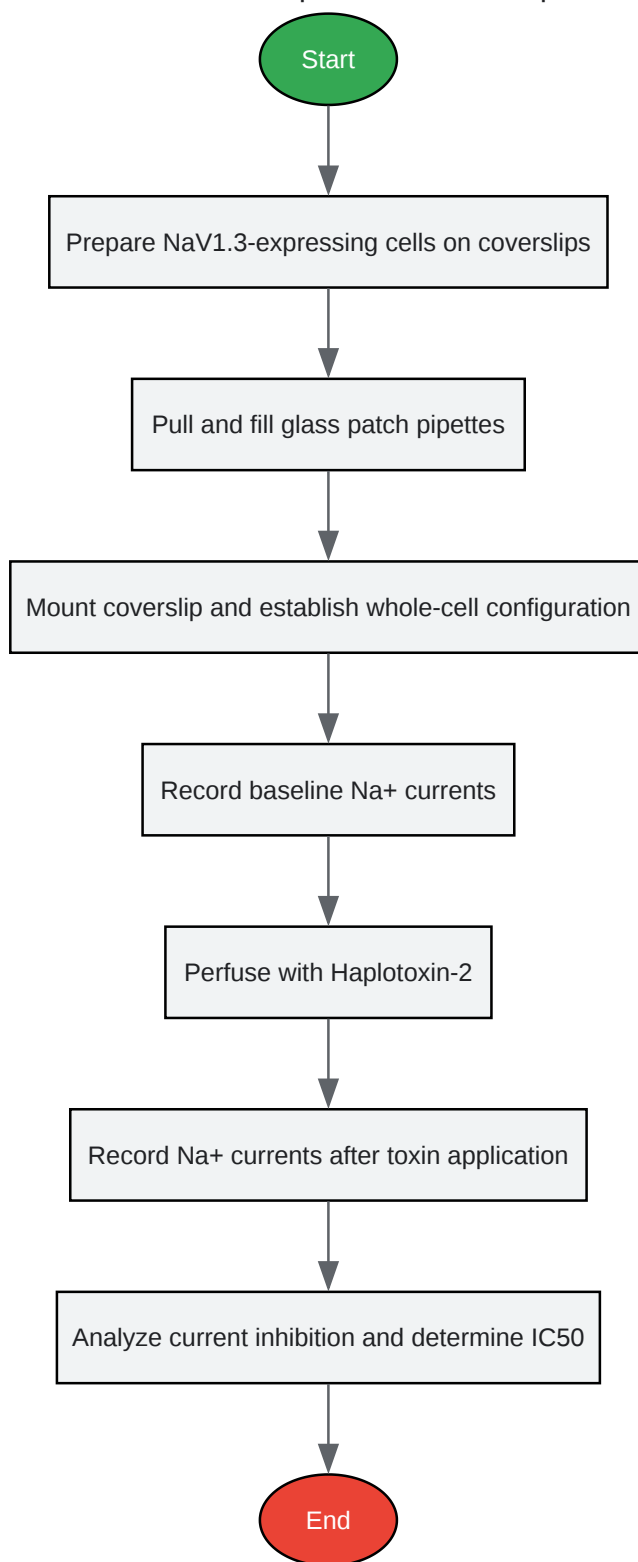 Start
Prepare NaV1.3-expressing cells on coverslips
Pull and fill glass patch pipettes
Mount coverslip and establish whole-cell configuration
Record baseline Na+ currents
Perfuse with Haplotoxin-2
Record Na+ currents after toxin application
Analyze current inhibition and determine IC50
End